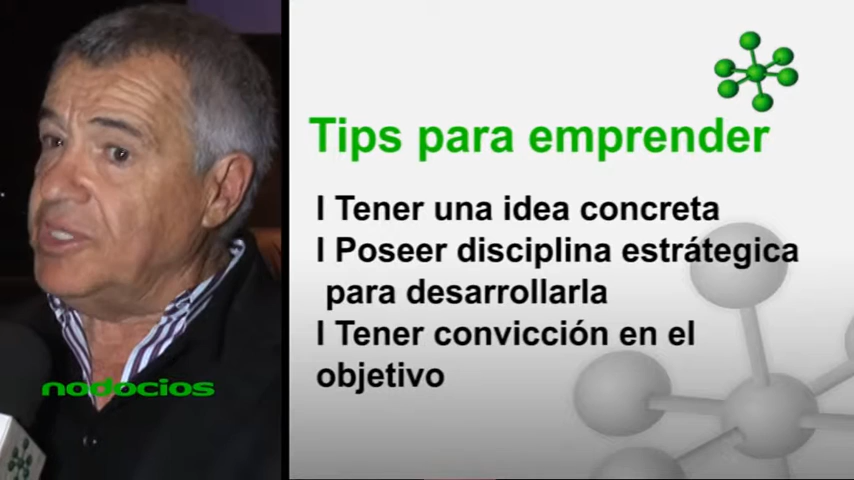 Tips para emprender
l Tener una idea concreta
l Poseer disciplina estrátegica
para desarrollarla
l Tener convicción en el
objetivo
nodocios